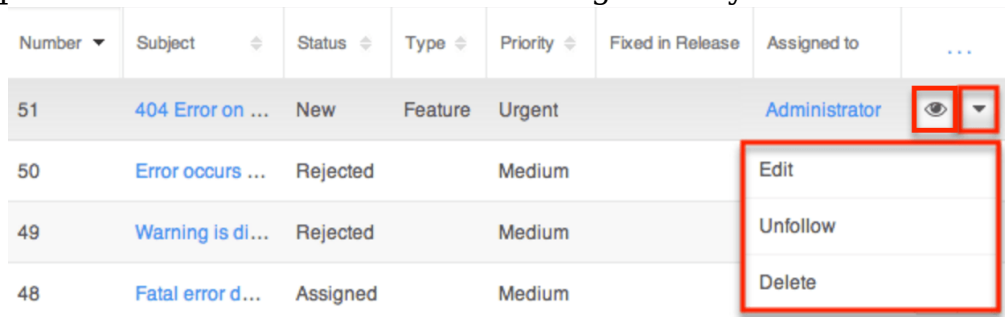 Number Subject Status Type Priority Fixed in Release Assigned to ...
51 404 Error on ... New Feature Urgent Administrator
50 Error occurs ... Rejected Medium
Edit
49 Warning is di... Rejected Medium
Unfollow
48 Fatal error d... Assigned Medium
Delete